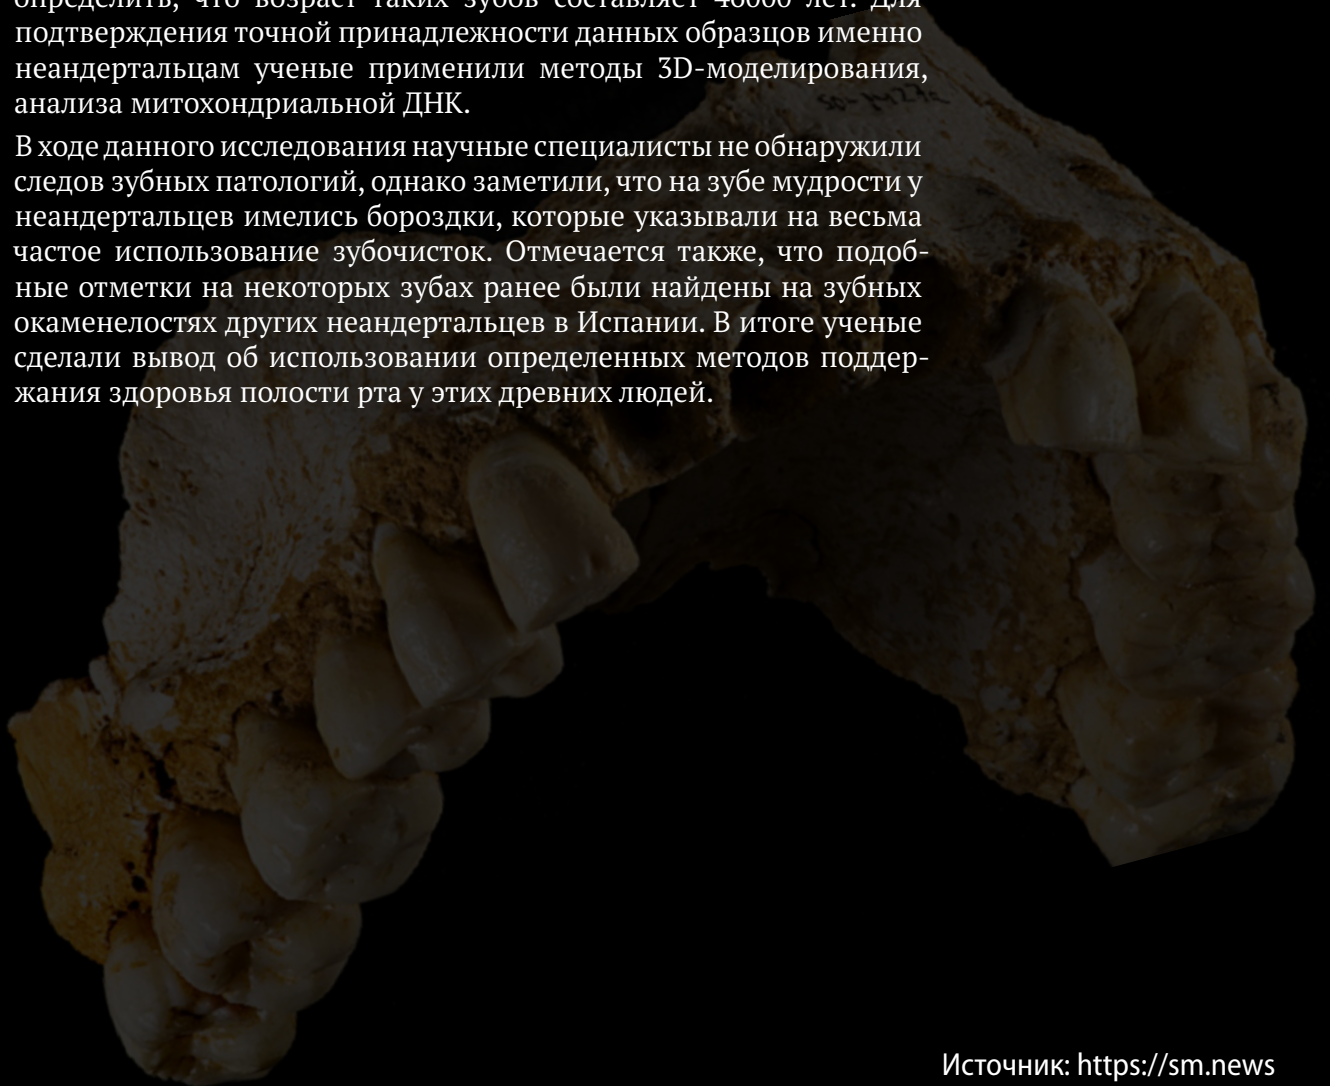 определить, что возраст таких зубов составляет 46000 лет. Для
подтверждения точной принадлежности данных образцов именно
неандертальцам ученые применили методы 3D-моделирования,
анализа митохондриальной ДНК.
В ходе данного исследования научные специалисты не обнаружили
следов зубных патологий, однако заметили, что на зубе мудрости у
неандертальцев имелись бороздки, которые указывали на весьма
частое использование зубочисток. Отмечается также, что подоб-
ные отметки на некоторых зубах ранее были найдены на зубных
окаменелостях других неандертальцев в Испании. В итоге ученые
сделали вывод об использовании определенных методов поддер-
жания здоровья полости рта у этих древних людей.
Источник: https://sm.news